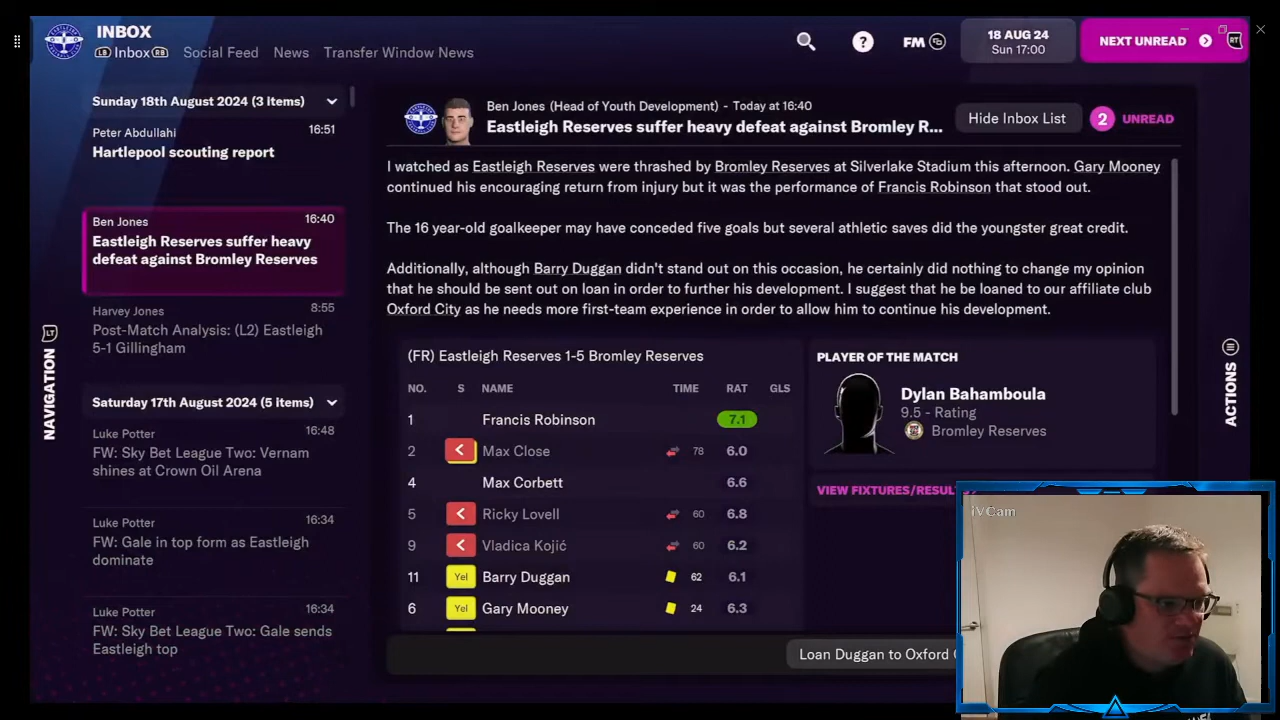 INBOX
LB Inbox RB Social Feed News Transfer Window News
? FM 18 AUG 24
Sun 17:00
NEXT UNREAD RT
Sunday 18th August 2024 (3 items)
Peter Abdullahi 16:51
Hartlepool scouting report
Ben Jones 16:40
Eastleigh Reserves suffer heavy
defeat against Bromley Reserves
Harvey Jones 8:55
Post-Match Analysis: (L2) Eastleigh
5-1 Gillingham
Saturday 17th August 2024 (5 items)
Luke Potter 16:48
FW: Sky Bet League Two: Vernam
shines at Crown Oil Arena
Luke Potter 16:34
FW: Gale in top form as Eastleigh
dominate
Luke Potter 16:34
FW: Sky Bet League Two: Gale sends
Eastleigh top
LT
NAVIGATION
Ben Jones (Head of Youth Development) - Today at 16:40
Eastleigh Reserves suffer heavy defeat against Bromley R...
Hide Inbox List 2 UNREAD
I watched as Eastleigh Reserves were thrashed by Bromley Reserves at Silverlake Stadium this afternoon. Gary Mooney
continued his encouraging return from injury but it was the performance of Francis Robinson that stood out.
The 16 year-old goalkeeper may have conceded five goals but several athletic saves did the youngster great credit.
Additionally, although Barry Duggan didn't stand out on this occasion, he certainly did nothing to change my opinion
that he should be sent out on loan in order to further his development. I suggest that he be loaned to our affiliate club
Oxford City as he needs more first-team experience in order to allow him to continue his development.
(FR) Eastleigh Reserves 1-5 Bromley Reserves
NO. S NAME TIME RAT GLS
1 Francis Robinson 7.1
2 Max Close 78 6.0
4 Max Corbett 6.6
5 Ricky Lovell 60 6.8
9 Vladica Kojić 60 6.2
11 Yel Barry Duggan 62 6.1
6 Yel Gary Mooney 24 6.3
PLAYER OF THE MATCH
Dylan Bahamboula
9.5 - Rating
Bromley Reserves
VIEW FIXTURES/RESULTS
Loan Duggan to Oxford
ACTIONS
iVCam